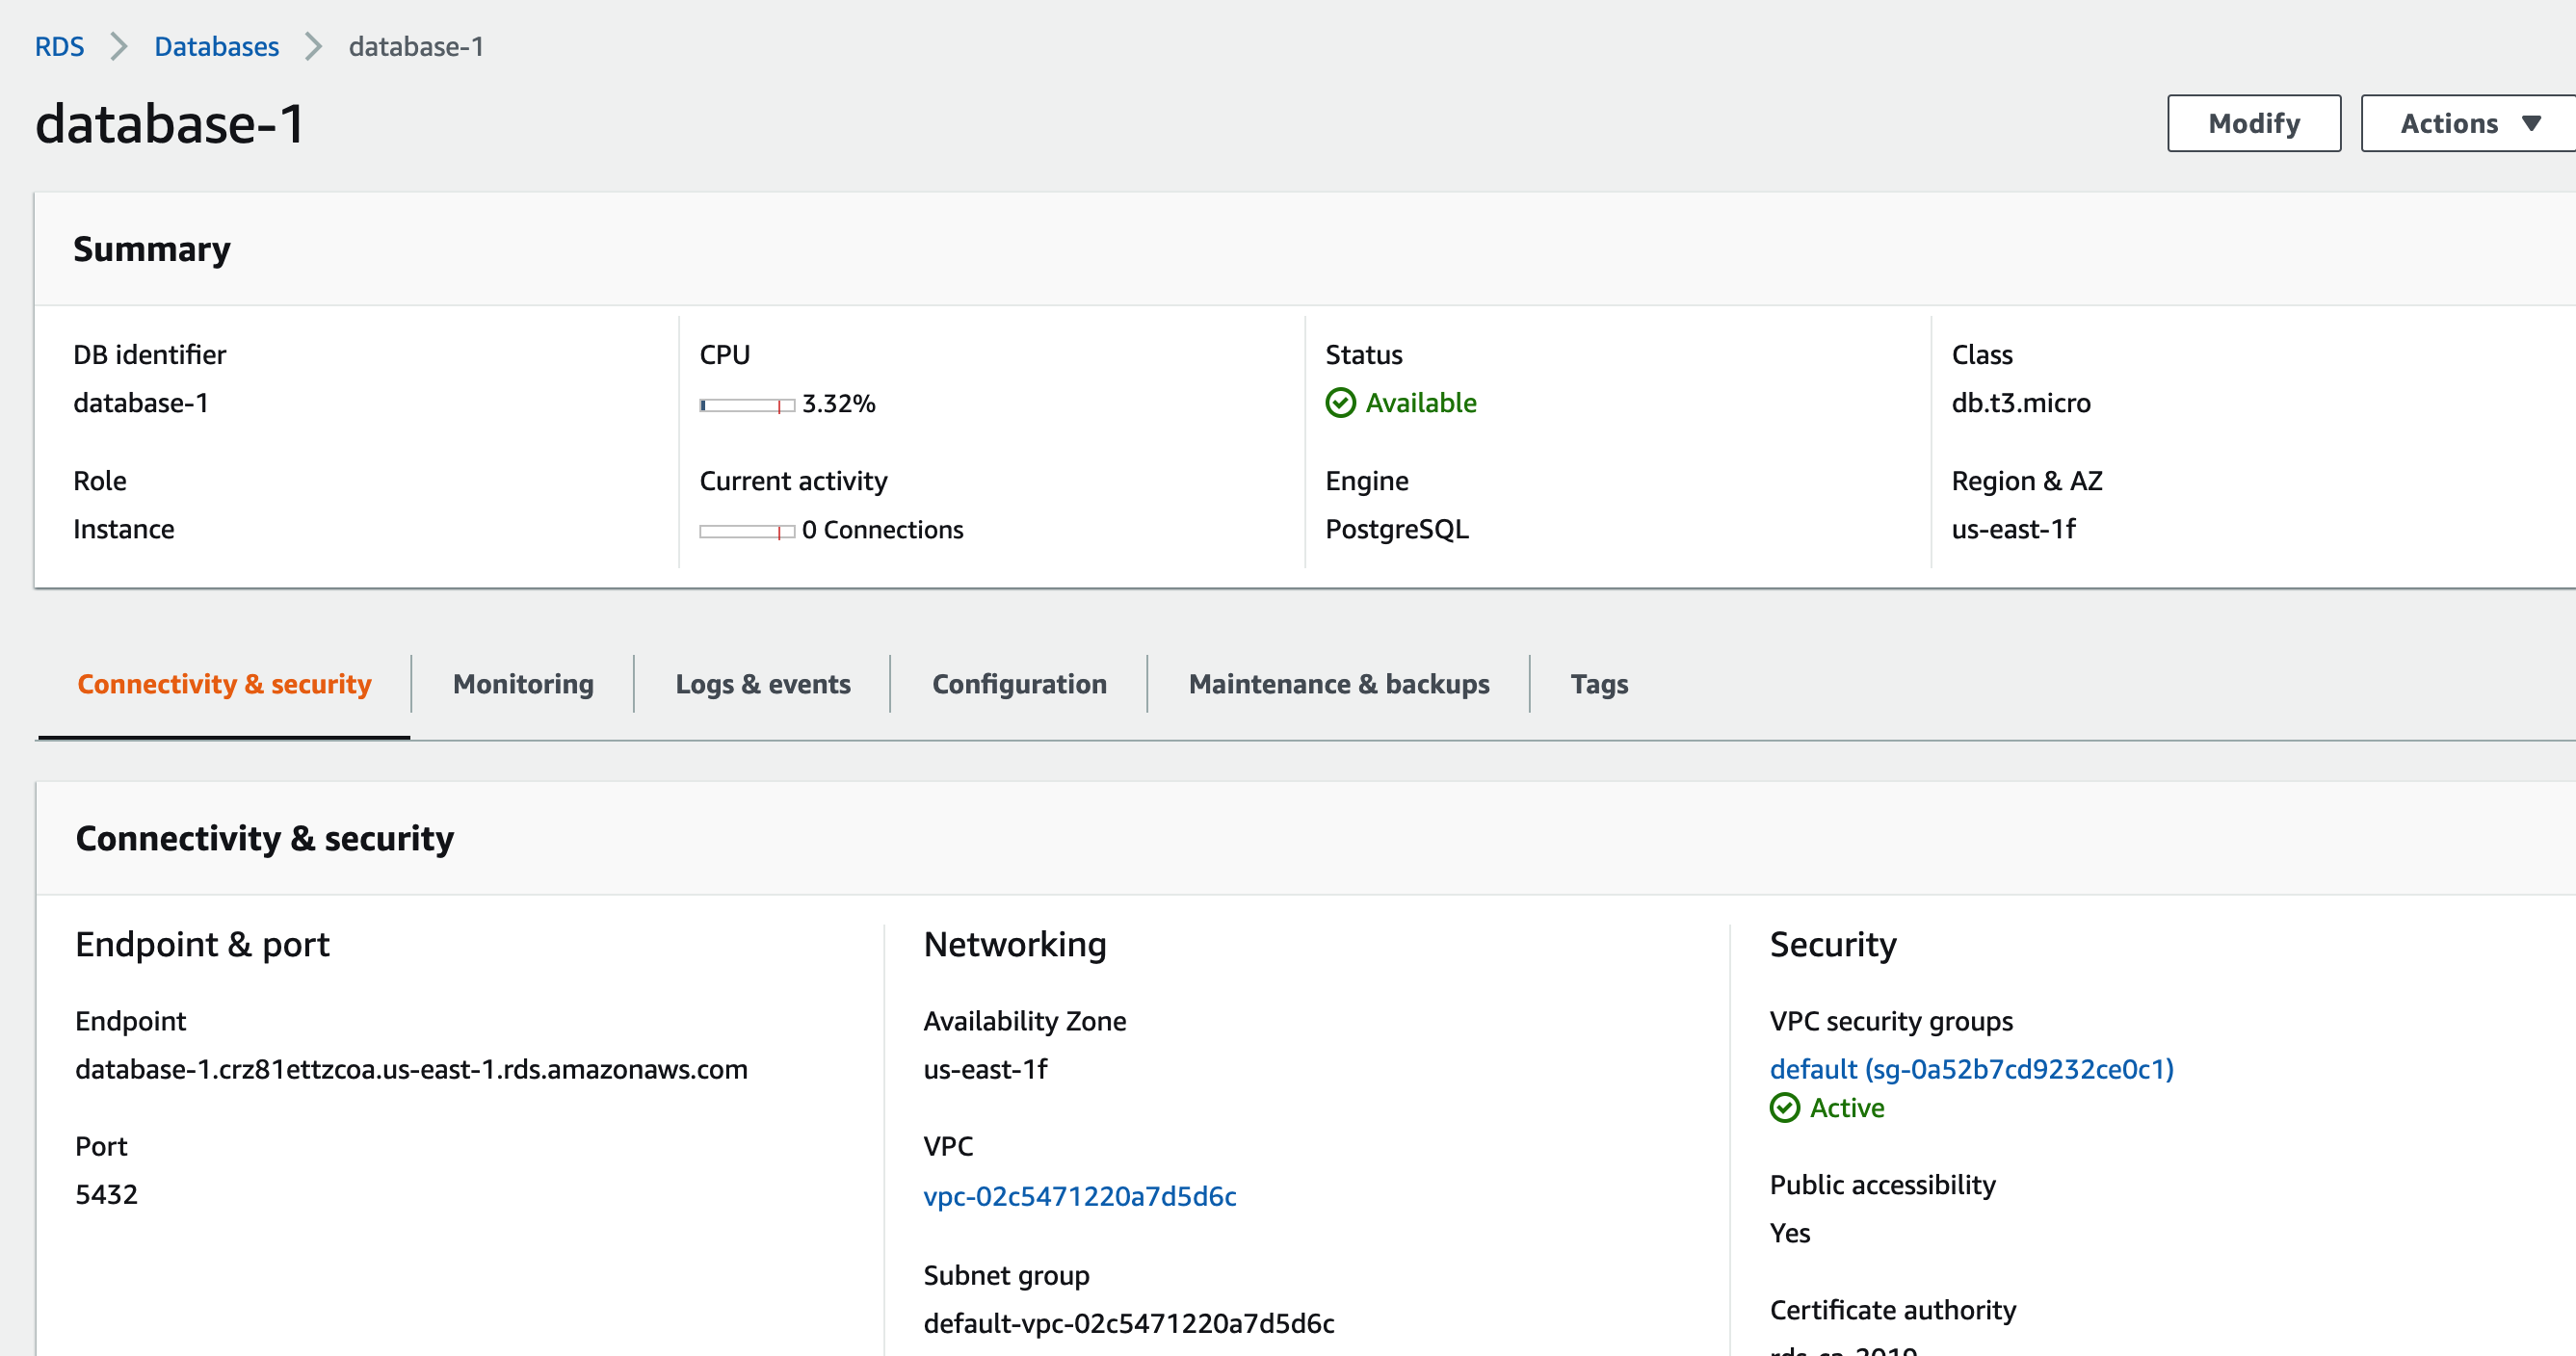 RDS > Databases > database-1
database-1
Modify
Actions
Summary
DB identifier
database-1
CPU
3.32%
Status
Available
Class
db.t3.micro
Role
Instance
Current activity
0 Connections
Engine
PostgreSQL
Region & AZ
us-east-1f
Connectivity & security
Monitoring
Logs & events
Configuration
Maintenance & backups
Tags
Connectivity & security
Endpoint & port
Endpoint
database-1.crz81ettzcoa.us-east-1.rds.amazonaws.com
Port
5432
Networking
Availability Zone
us-east-1f
VPC
vpc-02c5471220a7d5d6c
Subnet group
default-vpc-02c5471220a7d5d6c
Security
VPC security groups
default (sg-0a52b7cd9232ce0c1)
Active
Public accessibility
Yes
Certificate authority
rds-ca-2019